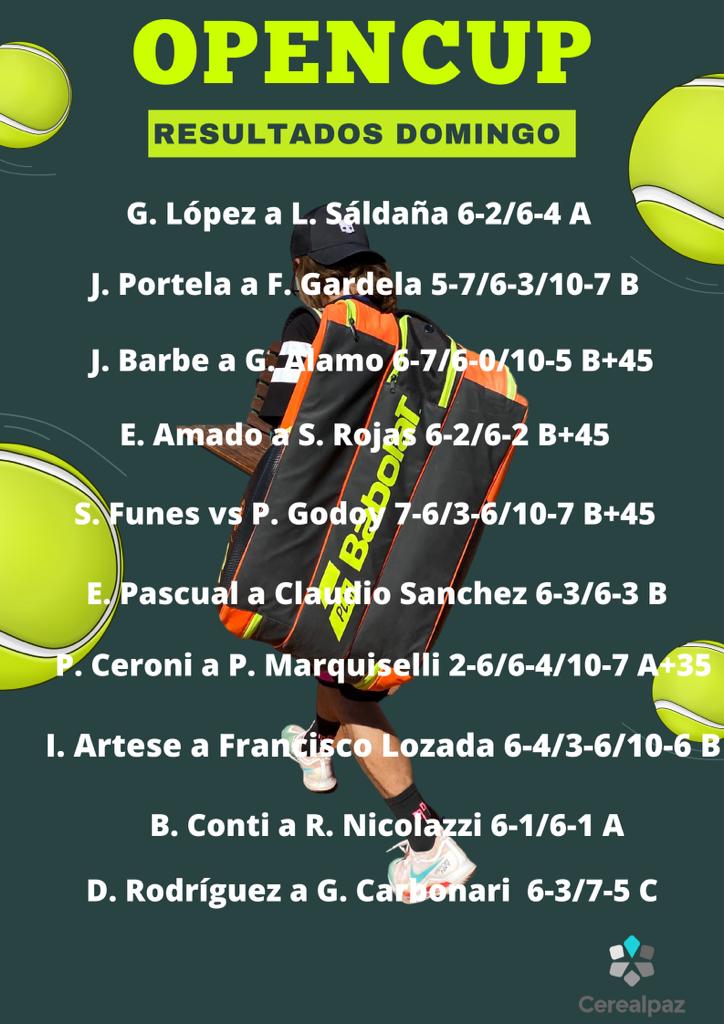 OPENCUP
RESULTADOS DOMINGO
G. López a L. Sáldaña 6-2/6-4 A
J. Portela a F. Gardela 5-7/6-3/10-7 B
J. Barbe a G. Alamo 6-7/6-0/10-5 B+45
E. Amado a S. Rojas 6-2/6-2 B+45
S. Funes vs P. Godoy 7-6/3-6/10-7 B+45
E. Pascual a Claudio Sanchez 6-3/6-3 B
P. Ceroni a P. Marquiselli 2-6/6-4/10-7 A+35
I. Artese a Francisco Lozada 6-4/3-6/10-6 B
B. Conti a R. Nicolazzi 6-1/6-1 A
D. Rodríguez a G. Carbonari 6-3/7-5 C
Babolat
Cerealpaz